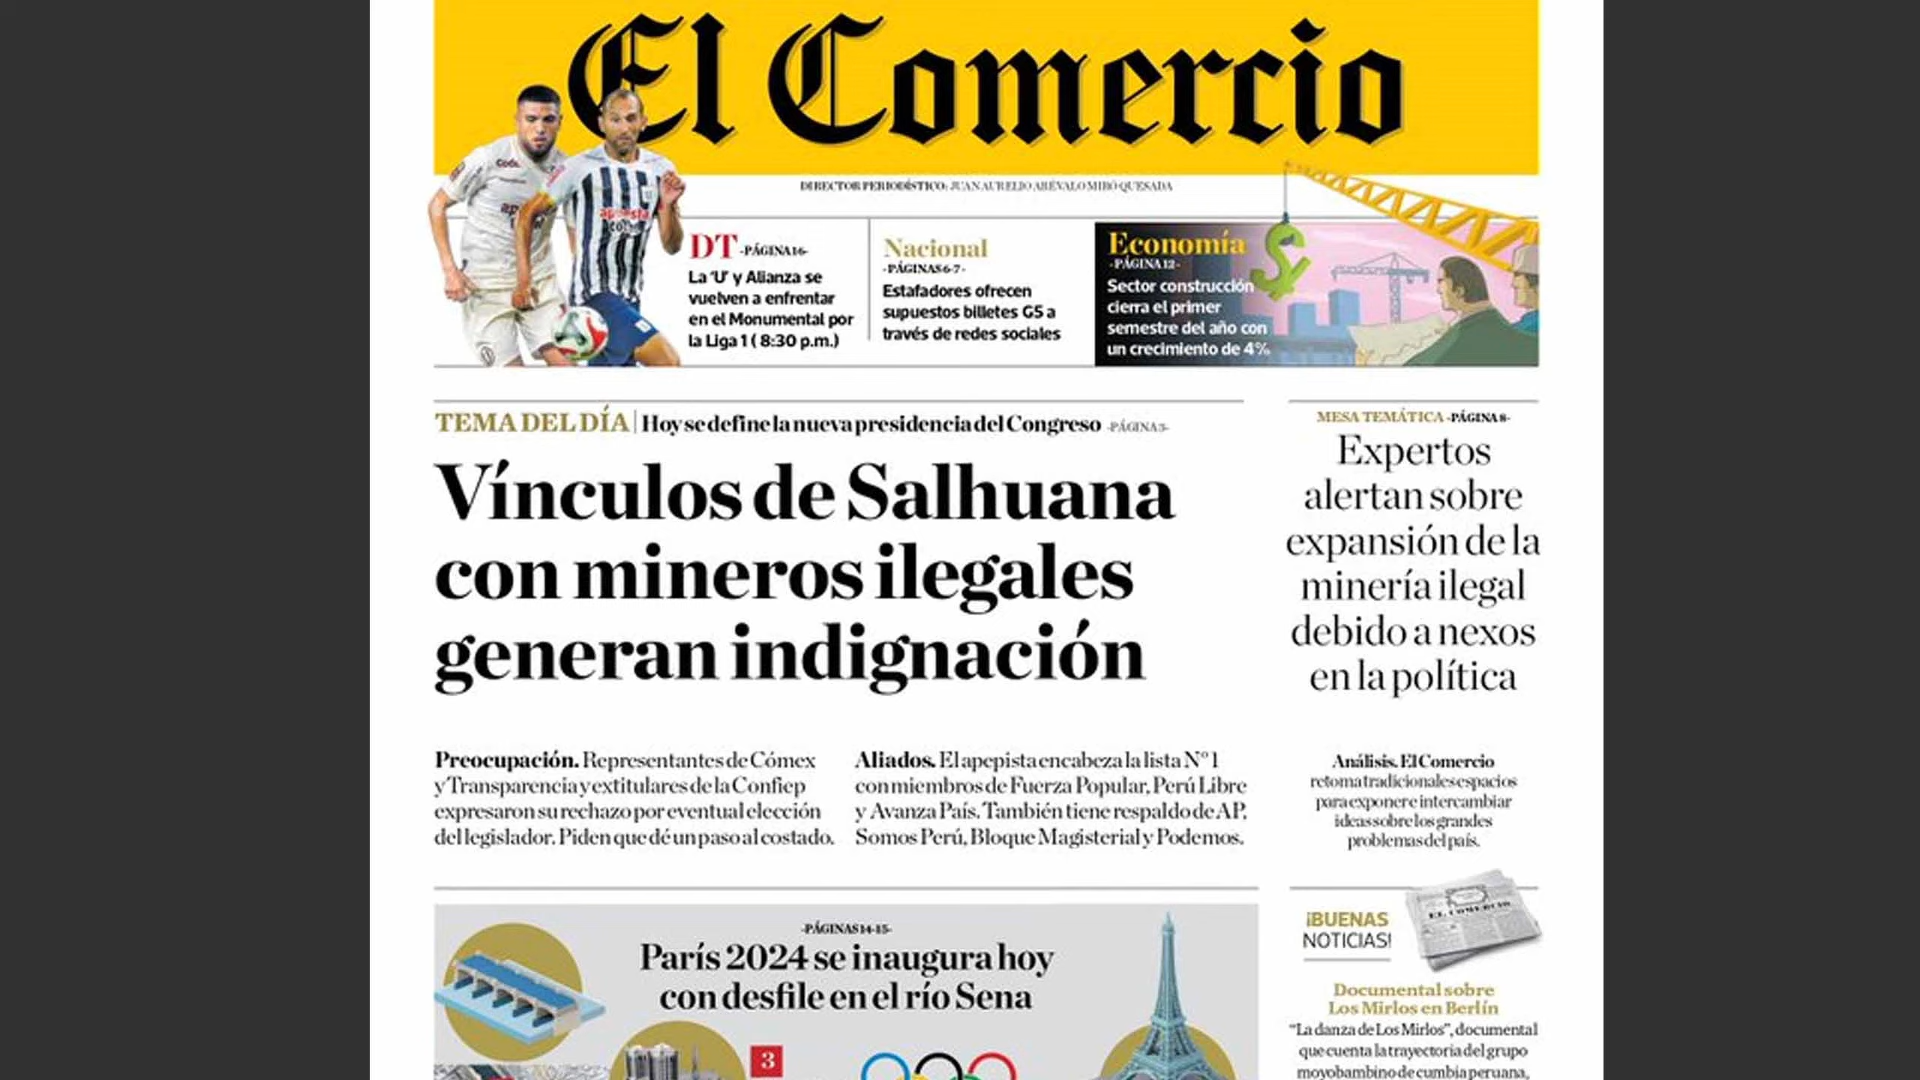 El Comercio
DIRECTOR PERIODÍSTICO: JUAN AURELIO ARÉVALO MIRÓ QUESADA
DT -PÁGINA 16-
La ‘U’ y Alianza se
vuelven a enfrentar
en el Monumental por
la Liga 1 ( 8:30 p.m.)
Nacional
-PÁGINAS 6-7-
Estafadores ofrecen
supuestos billetes G5 a
través de redes sociales
Economía
-PÁGINA 12-
Sector construcción
cierra el primer
semestre del año con
un crecimiento de 4%
TEMA DEL DÍA | Hoy se define la nueva presidencia del Congreso -PÁGINA 3-
Vínculos de Salhuana
con mineros ilegales
generan indignación
Preocupación. Representantes de Cómex
y Transparencia y extitulares de la Confiep
expresaron su rechazo por eventual elección
del legislador. Piden que dé un paso al costado.
Aliados. El apepista encabeza la lista N° 1
con miembros de Fuerza Popular, Perú Libre
y Avanza País. También tiene respaldo de AP,
Somos Perú, Bloque Magisterial y Podemos.
MESA TEMÁTICA -PÁGINA 8-
Expertos
alertan sobre
expansión de la
minería ilegal
debido a nexos
en la política
Análisis. El Comercio
retoma tradicionales espacios
para exponer e intercambiar
ideas sobre los grandes
problemas del país.
-PÁGINAS 14-15-
París 2024 se inaugura hoy
con desfile en el río Sena
3
¡BUENAS
NOTICIAS!
EL COMERCIO
Documental sobre
Los Mirlos en Berlín
“La danza de Los Mirlos”, documental
que cuenta la trayectoria del grupo
moyobambino de cumbia peruana,